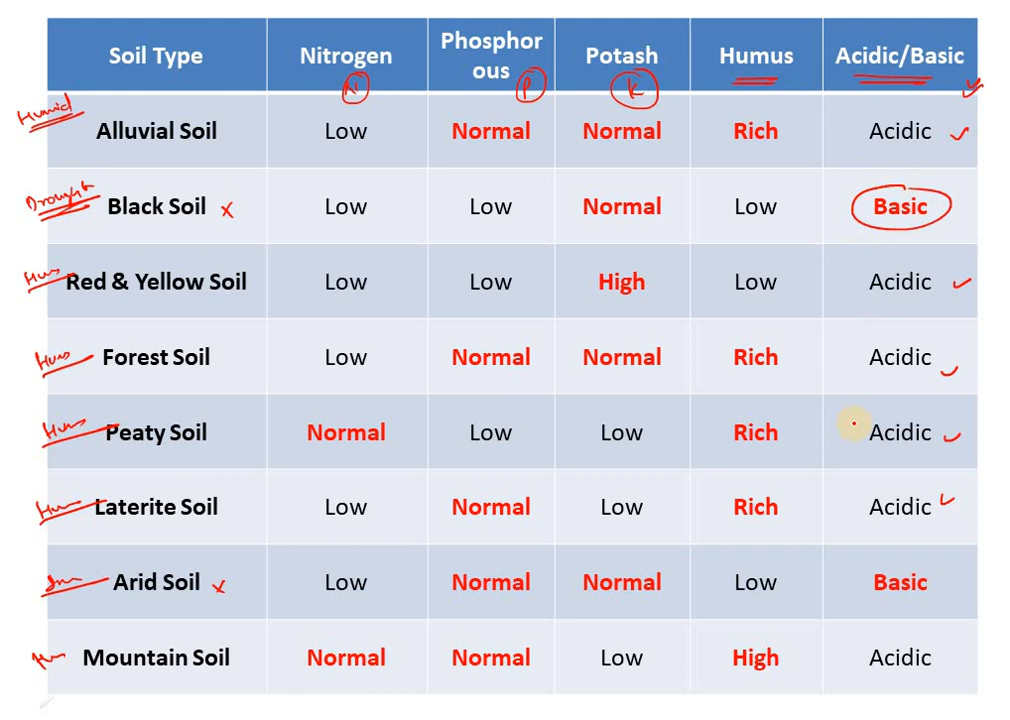 Soil Type Nitrogen Phosphor ous Potash Humus Acidic/Basic
N P K
Humid
Alluvial Soil Low Normal Normal Rich Acidic
Drought
Black Soil x Low Low Normal Low Basic
Red & Yellow Soil Low Low High Low Acidic
Forest Soil Low Normal Normal Rich Acidic
Peaty Soil Normal Low Low Rich Acidic
Laterite Soil Low Normal Low Rich Acidic
Arid Soil x Low Normal Normal Low Basic
Mountain Soil Normal Normal Low High Acidic